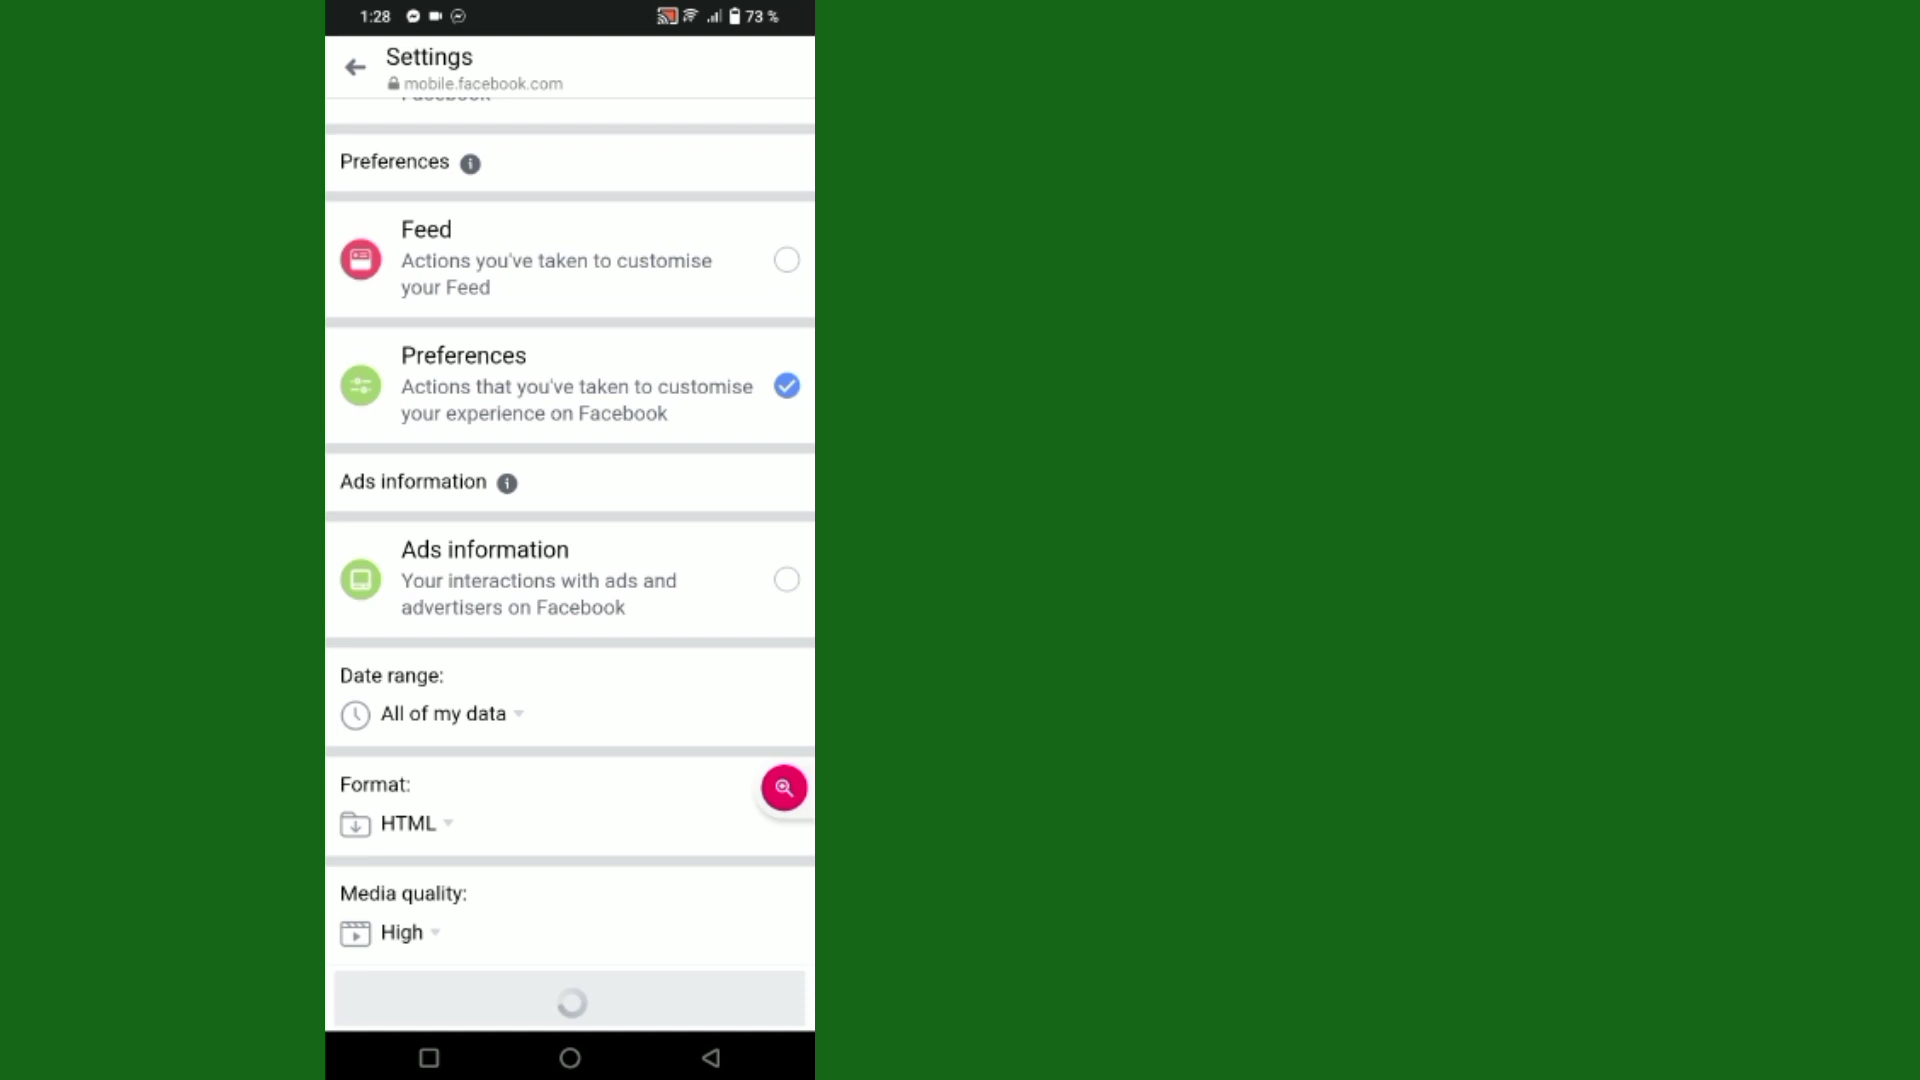 1:28
73 %
Settings
mobile.facebook.com
Facebook
Preferences
Feed
Actions you've taken to customise
your Feed
Preferences
Actions that you've taken to customise
your experience on Facebook
Ads information
Ads information
Your interactions with ads and
advertisers on Facebook
Date range:
All of my data
Format:
HTML
Media quality:
High